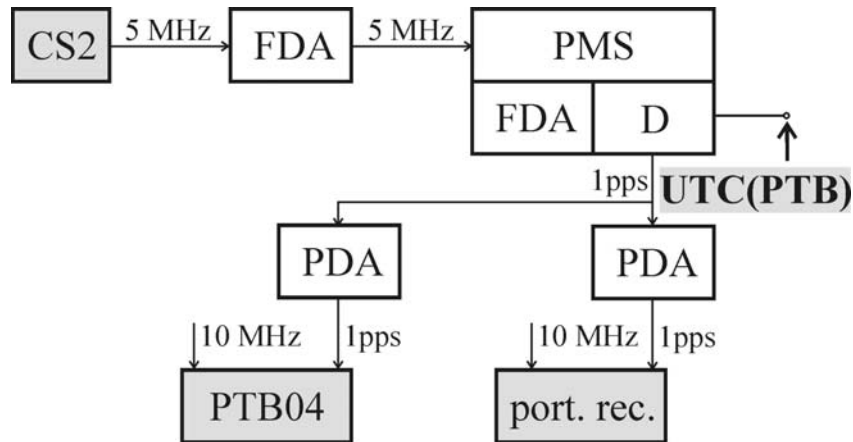 CS2
5 MHz
FDA
5 MHz
PMS
FDA
D
1pps
UTC(PTB)
PDA
PDA
10 MHz
1pps
10 MHz
1pps
PTB04
port. rec.